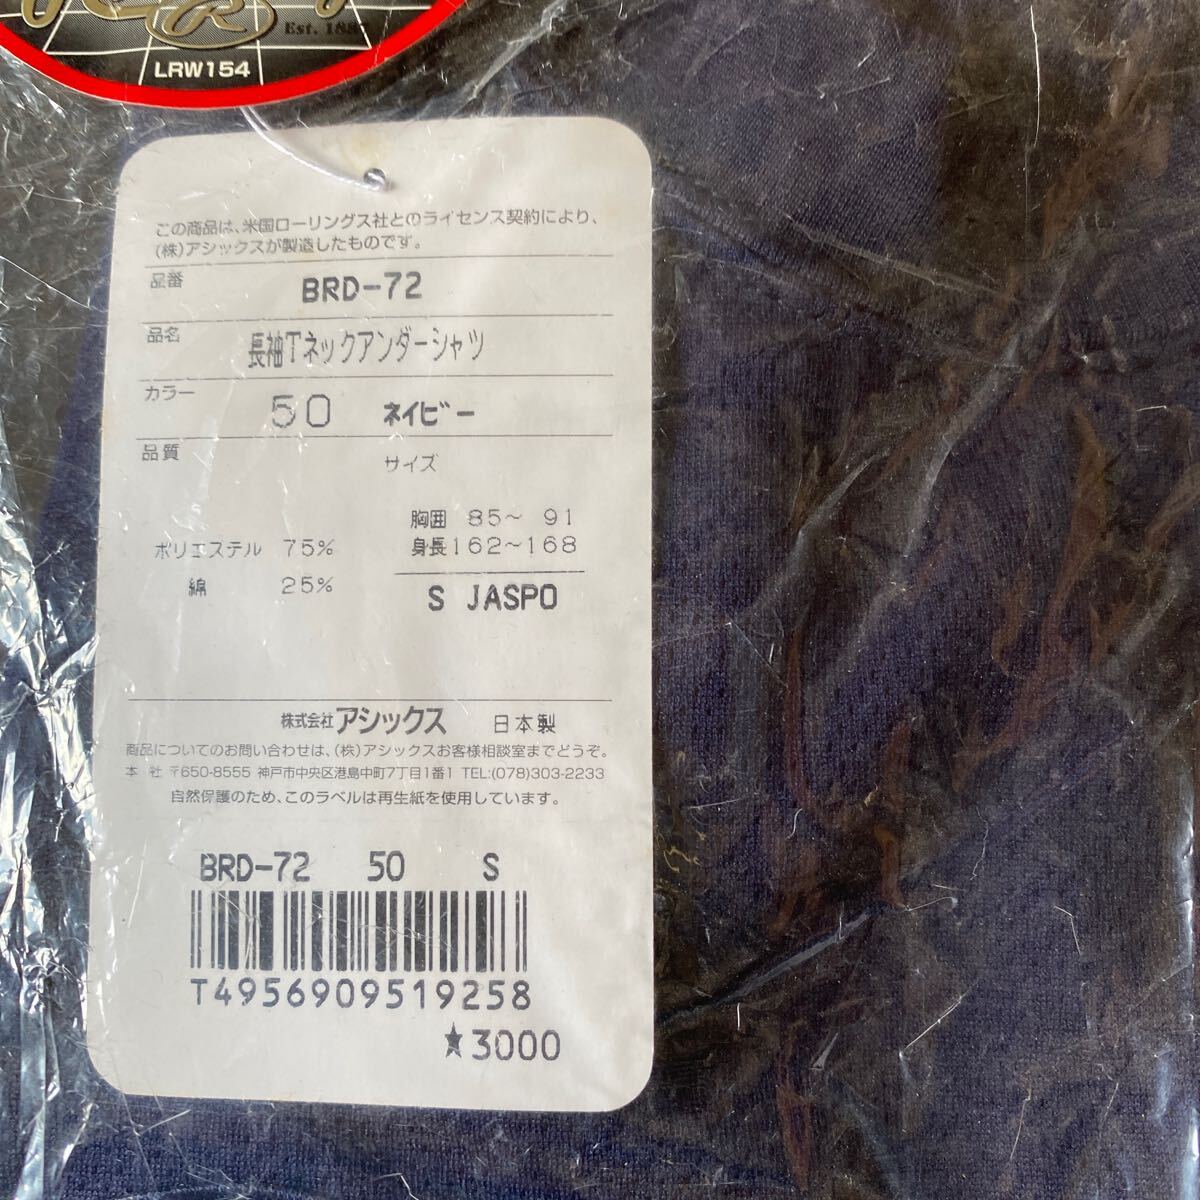 Est. 188
LRW154
この商品は、米国ローリングス社とのライセンス契約により、
(株)アシックスが製造したものです。
品番 BRD-72
品名 長袖Tネックアンダーシャツ
カラー 50 ネイビー
品質 サイズ
胸囲 85〜 91
ポリエステル 75% 身長162〜168
綿 25%
S JASPO
株式会社アシックス 日本製
商品についてのお問い合わせは、(株)アシックスお客様相談室までどうぞ。
本 社 〒650-8555 神戸市中央区港島中町7丁目1番1 TEL:(078)303-2233
自然保護のため、このラベルは再生紙を使用しています。
BRD-72 50 S
T4956909519258
★3000